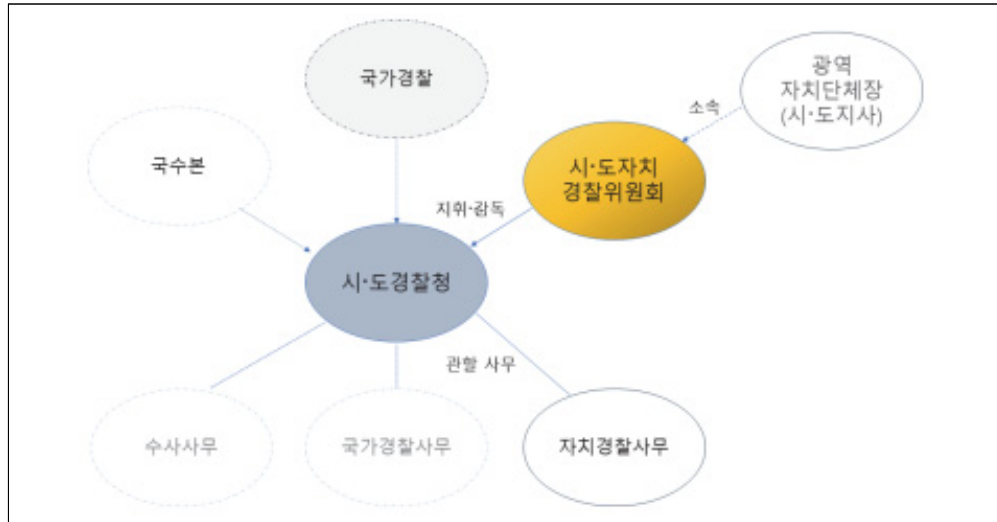 국가경찰
광역
자치단체장
(시·도지사)
소속
국수본
시·도자치
경찰위원회
지휘·감독
시·도경찰청
관할 사무
수사사무
국가경찰사무
자치경찰사무